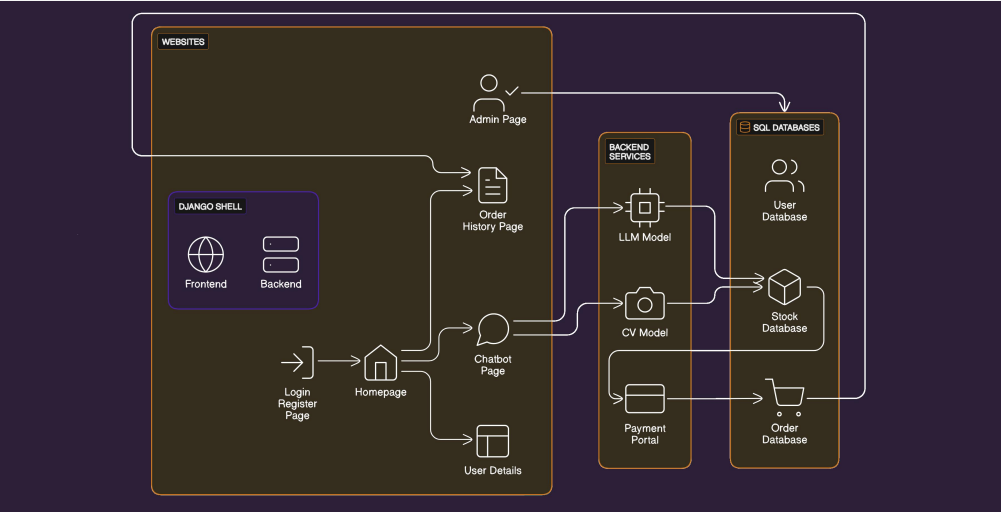 WEBSITES
Admin Page
SQL DATABASES
BACKEND
SERVICES
User
Database
DJANGO SHELL
Order
History Page
LLM Model
Frontend
Backend
Stock
Database
CV Model
Chatbot
Page
Login
Register
Page
Homepage
Payment
Portal
Order
Database
User Details